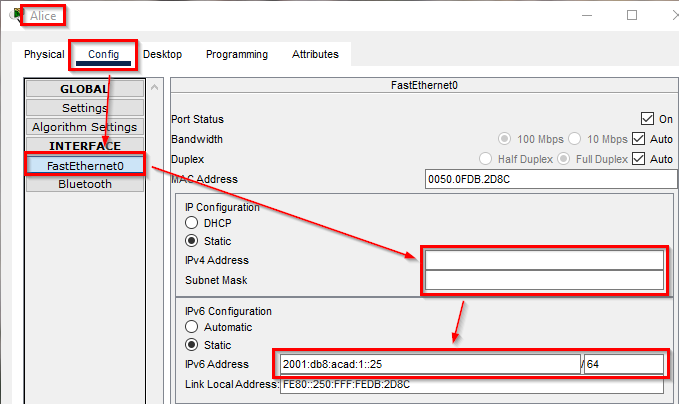 Alice
Physical Config Desktop Programming Attributes
GLOBAL
Settings
Algorithm Settings
INTERFACE
FastEthernet0
Bluetooth
FastEthernet0
Port Status On
Bandwidth 100 Mbps 10 Mbps Auto
Duplex Half Duplex Full Duplex Auto
MAC Address 0050.0FDB.2D8C
IP Configuration
DHCP
Static
IPv4 Address
Subnet Mask
IPv6 Configuration
Automatic
Static
IPv6 Address 2001:db8:acad:1::25 / 64
Link Local Address: FE80::250:FFF:FEDB:2D8C